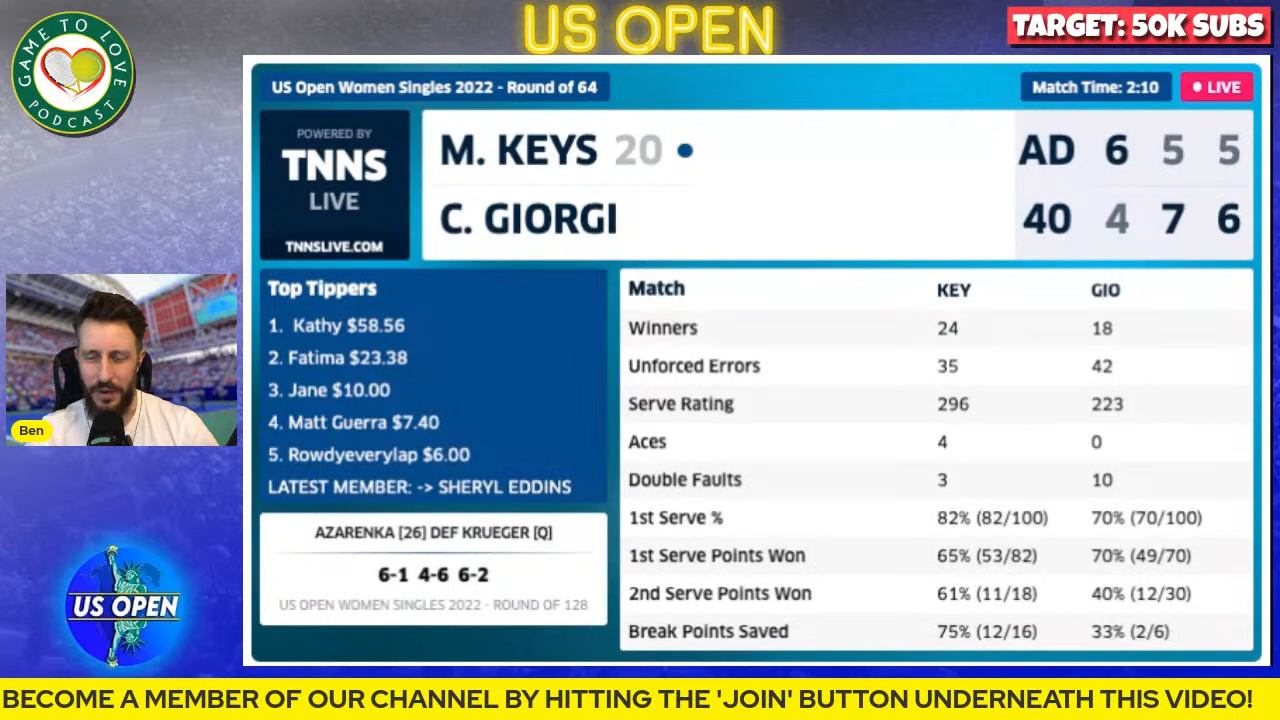 GAME TO LOVE
PODCAST
US OPEN
TARGET: 50K SUBS
US Open Women Singles 2022 - Round of 64
Match Time: 2:10
LIVE
POWERED BY
TNNS
LIVE
TNNSLIVE.COM
M. KEYS 20 AD 6 5 5
C. GIORGI 40 4 7 6
Top Tippers
1. Kathy $58.56
2. Fatima $23.38
3. Jane $10.00
4. Matt Guerra $7.40
5. Rowdyeverylap $6.00
LATEST MEMBER: -> SHERYL EDDINS
AZARENKA [26] DEF KRUEGER [Q]
6-1 4-6 6-2
US OPEN WOMEN SINGLES 2022 - ROUND OF 128
Match KEY GIO
Winners 24 18
Unforced Errors 35 42
Serve Rating 296 223
Aces 4 0
Double Faults 3 10
1st Serve % 82% (82/100) 70% (70/100)
1st Serve Points Won 65% (53/82) 70% (49/70)
2nd Serve Points Won 61% (11/18) 40% (12/30)
Break Points Saved 75% (12/16) 33% (2/6)
Ben
US OPEN
BECOME A MEMBER OF OUR CHANNEL BY HITTING THE 'JOIN' BUTTON UNDERNEATH THIS VIDEO!